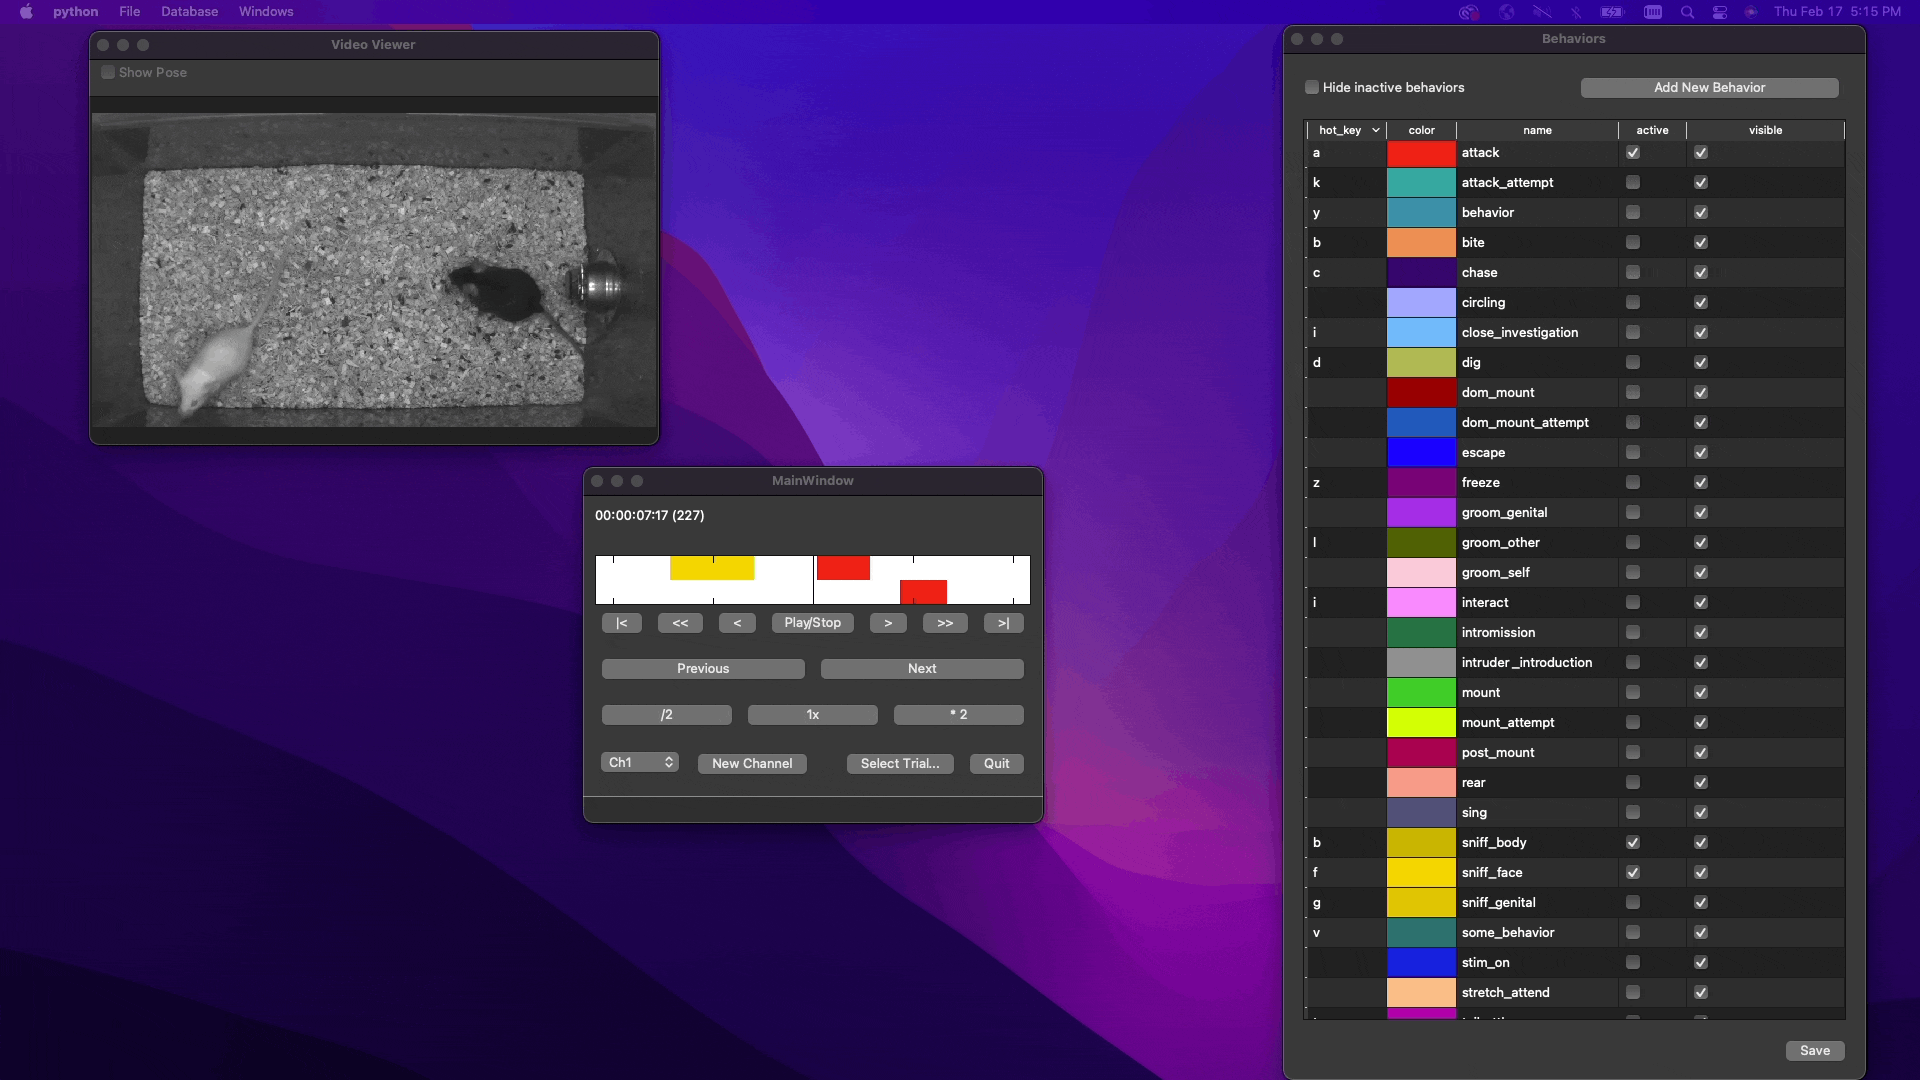 python File Database Windows Thu Feb 17 5:15 PM
Video Viewer
Show Pose
MainWindow
00:00:07:17 (227)
|< << < Play/Stop > >> >|
Previous Next
/2 1x * 2
Ch1 New Channel Select Trial... Quit
Behaviors
Hide inactive behaviors Add New Behavior
hot_key color name active visible
a attack
k attack_attempt
y behavior
b bite
c chase
circling
i close_investigation
d dig
dom_mount
dom_mount_attempt
escape
z freeze
groom_genital
l groom_other
groom_self
i interact
intromission
intruder_introduction
mount
mount_attempt
post_mount
rear
sing
b sniff_body
f sniff_face
g sniff_genital
v some_behavior
stim_on
stretch_attend
Save